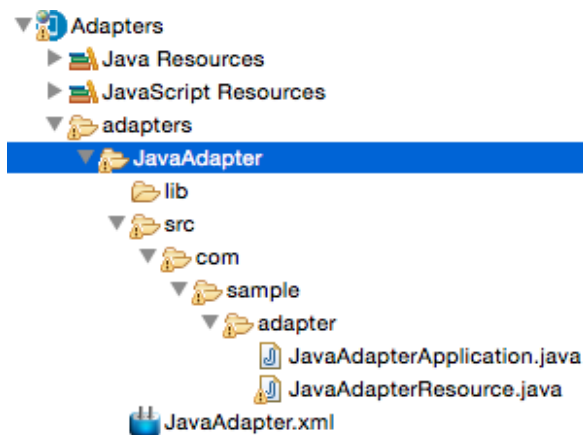 Adapters
Java Resources
JavaScript Resources
adapters
JavaAdapter
lib
src
com
sample
adapter
JavaAdapterApplication.java
JavaAdapterResource.java
JavaAdapter.xml